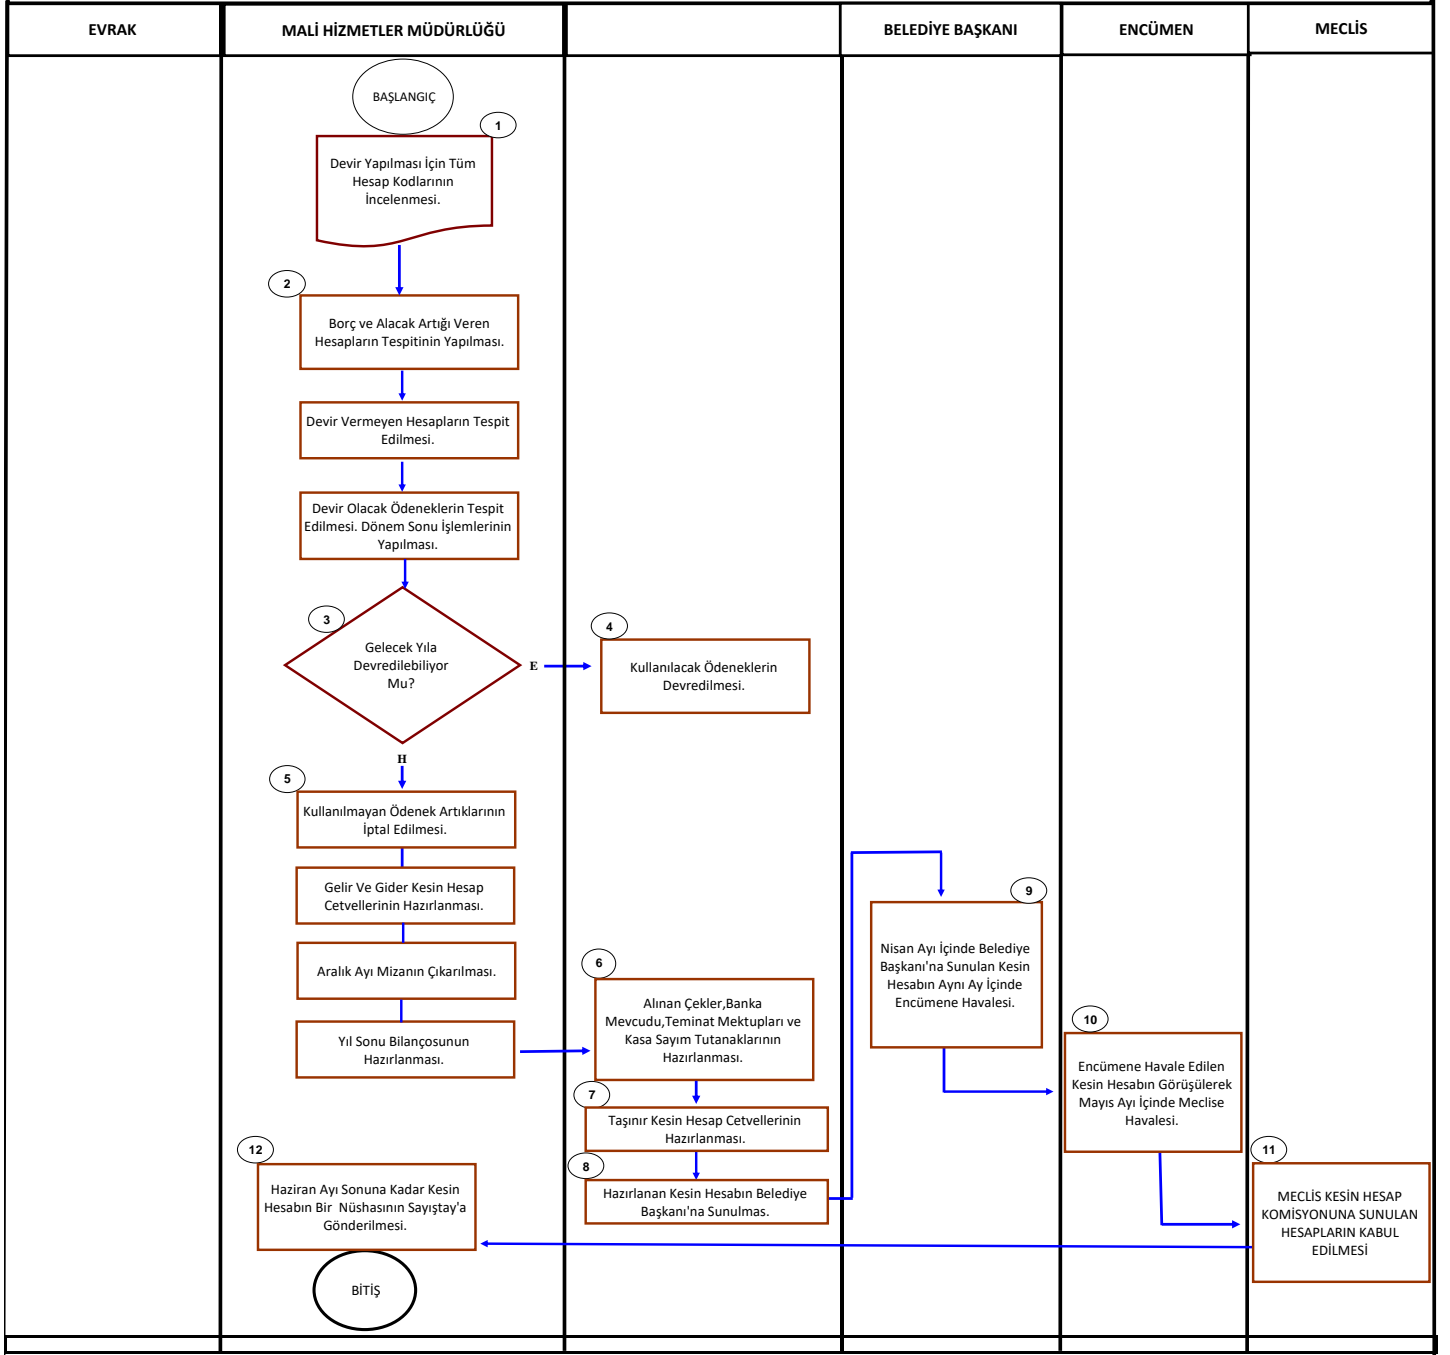 EVRAK
MALİ HİZMETLER MÜDÜRLÜĞÜ
BELEDİYE BAŞKANI
ENCÜMEN
MECLİS
BAŞLANGIÇ
1
Devir Yapılması İçin Tüm
Hesap Kodlarının
İncelenmesi.
2
Borç ve Alacak Artığı Veren
Hesapların Tespitinin Yapılması.
Devir Vermeyen Hesapların Tespit
Edilmesi.
Devir Olacak Ödeneklerin Tespit
Edilmesi. Dönem Sonu İşlemlerinin
Yapılması.
3
Gelecek Yıla
Devredilebiliyor
Mu?
E
4
Kullanılacak Ödeneklerin
Devredilmesi.
H
5
Kullanılmayan Ödenek Artıklarının
İptal Edilmesi.
Gelir Ve Gider Kesin Hesap
Cetvellerinin Hazırlanması.
Aralık Ayı Mizanın Çıkarılması.
Yıl Sonu Bilançosunun
Hazırlanması.
6
Alınan Çekler,Banka
Mevcudu,Teminat Mektupları ve
Kasa Sayım Tutanaklarının
Hazırlanması.
7
Taşınır Kesin Hesap Cetvellerinin
Hazırlanması.
8
Hazırlanan Kesin Hesabın Belediye
Başkanı'na Sunulmas.
9
Nisan Ayı İçinde Belediye
Başkanı'na Sunulan Kesin
Hesabın Aynı Ay İçinde
Encümene Havalesi.
10
Encümene Havale Edilen
Kesin Hesabın Görüşülerek
Mayıs Ayı İçinde Meclise
Havalesi.
11
MECLİS KESİN HESAP
KOMİSYONUNA SUNULAN
HESAPLARIN KABUL
EDİLMESİ
12
Haziran Ayı Sonuna Kadar Kesin
Hesabın Bir Nüshasının Sayıştay'a
Gönderilmesi.
BİTİŞ